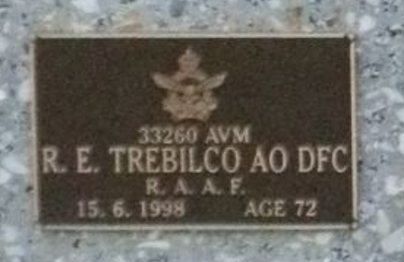 33260 AVM
R. E. TREBILCO AO DFC
R. A. A. F.
15. 6. 1998 AGE 72